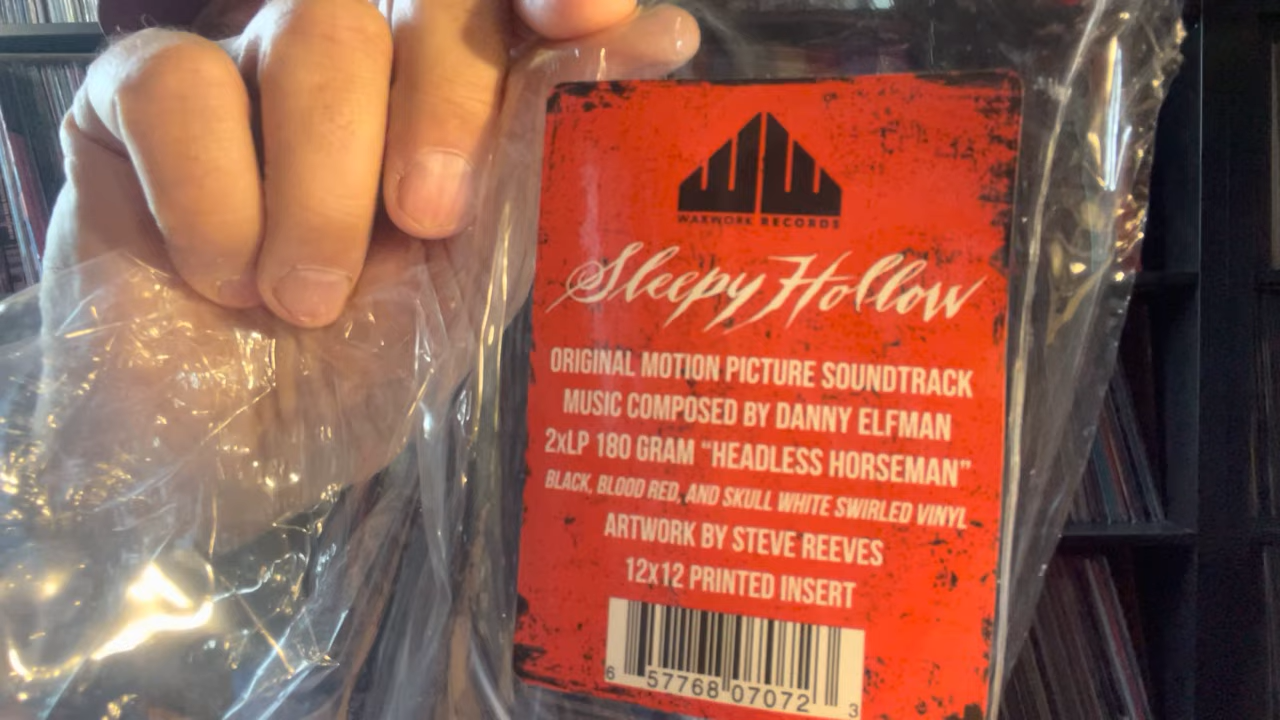 WAXWORK RECORDS
Sleepy Hollow
ORIGINAL MOTION PICTURE SOUNDTRACK
MUSIC COMPOSED BY DANNY ELFMAN
2xLP 180 GRAM “HEADLESS HORSEMAN”
BLACK, BLOOD RED, AND SKULL WHITE SWIRLED VINYL
ARTWORK BY STEVE REEVES
12X12 PRINTED INSERT
6 57768 07072 3